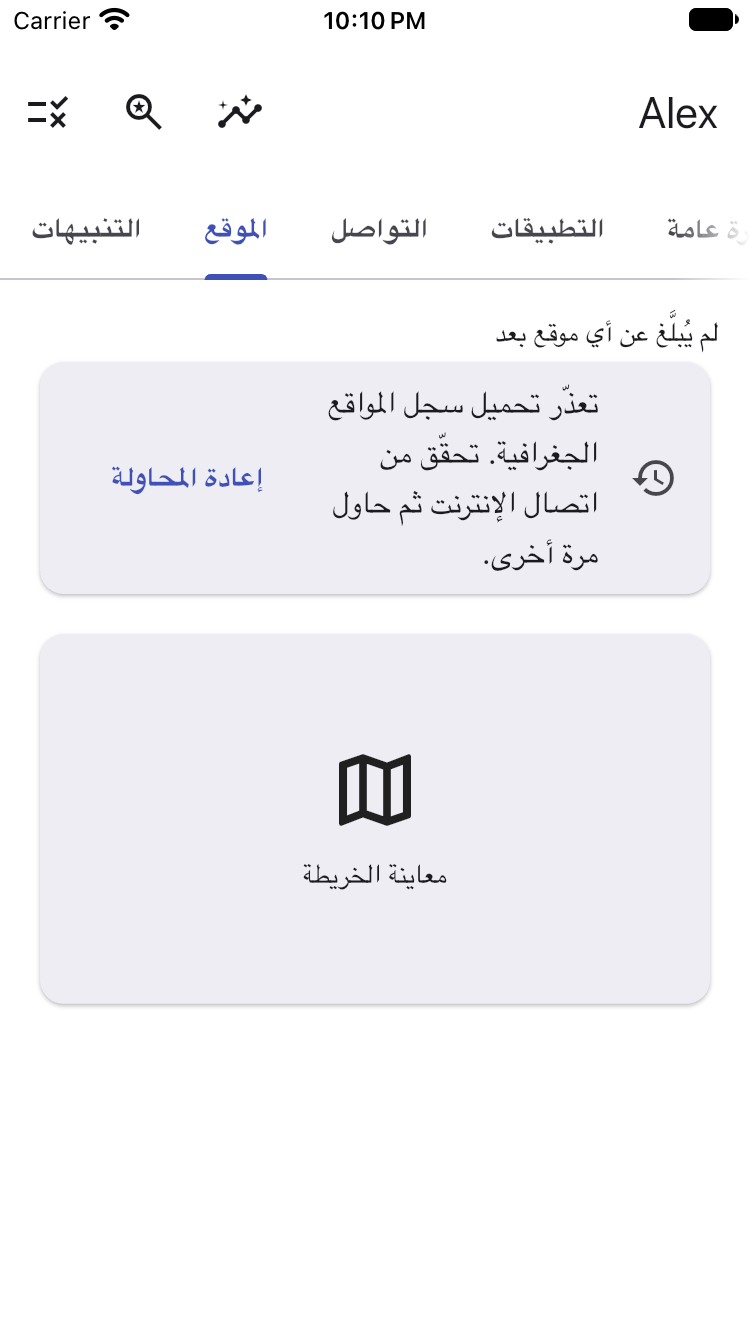 Carrier 10:10 PM
Alex
عامة التطبيقات التواصل الموقع التنبيهات
لم يُبلَّغ عن أي موقع بعد
تعذّر تحميل سجل المواقع
الجغرافية. تحقّق من
اتصال الإنترنت ثم حاول
مرة أخرى.
إعادة المحاولة
معاينة الخريطة